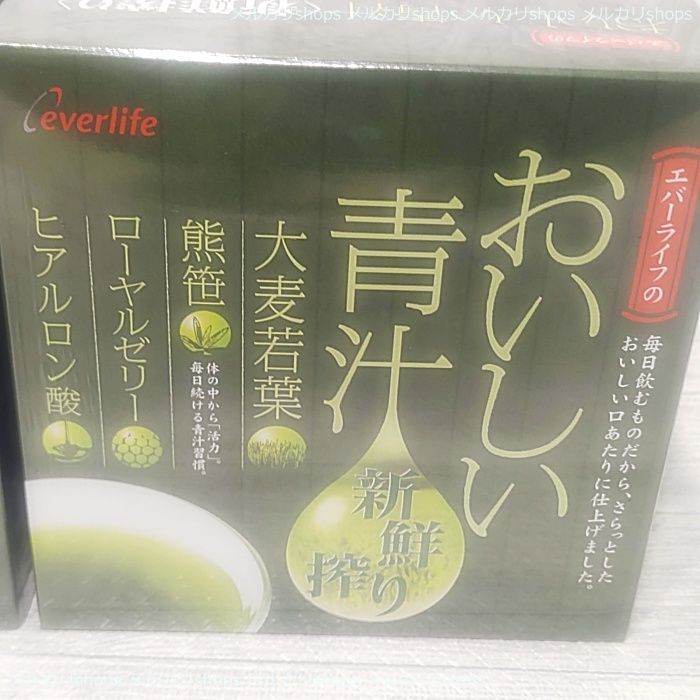 メルカリshops メルカリshops メルカリshops メルカリshops
everlife
エバーライフの
おいしい
青汁
新鮮
搾り
毎日飲むものだから、さらっとした
おいしい口あたりに仕上げました。
大麦若葉
熊笹
体の中から「活力」。
毎日続ける青汁習慣。
ローヤルゼリー
ヒアルロン酸